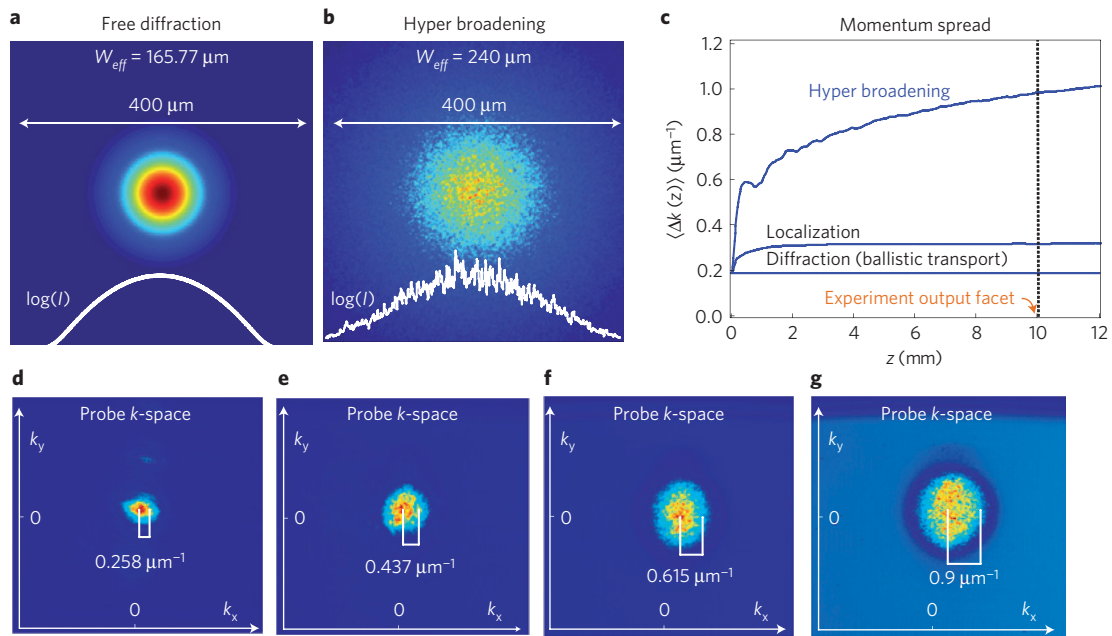 a
Free diffraction
W_eff = 165.77 µm
400 µm
log(I)
b
Hyper broadening
W_eff = 240 µm
400 µm
log(I)
c
Momentum spread
⟨Δk (z)⟩ (µm⁻¹)
1.2
1.0
0.8
0.6
0.4
0.2
0.0
Hyper broadening
Localization
Diffraction (ballistic transport)
Experiment output facet
0
2
4
6
8
10
12
z (mm)
d
Probe k-space
k_y
0
0.258 µm⁻¹
0
k_x
e
Probe k-space
k_y
0
0.437 µm⁻¹
0
k_x
f
Probe k-space
k_y
0
0.615 µm⁻¹
0
k_x
g
Probe k-space
k_y
0
0.9 µm⁻¹
0
k_x